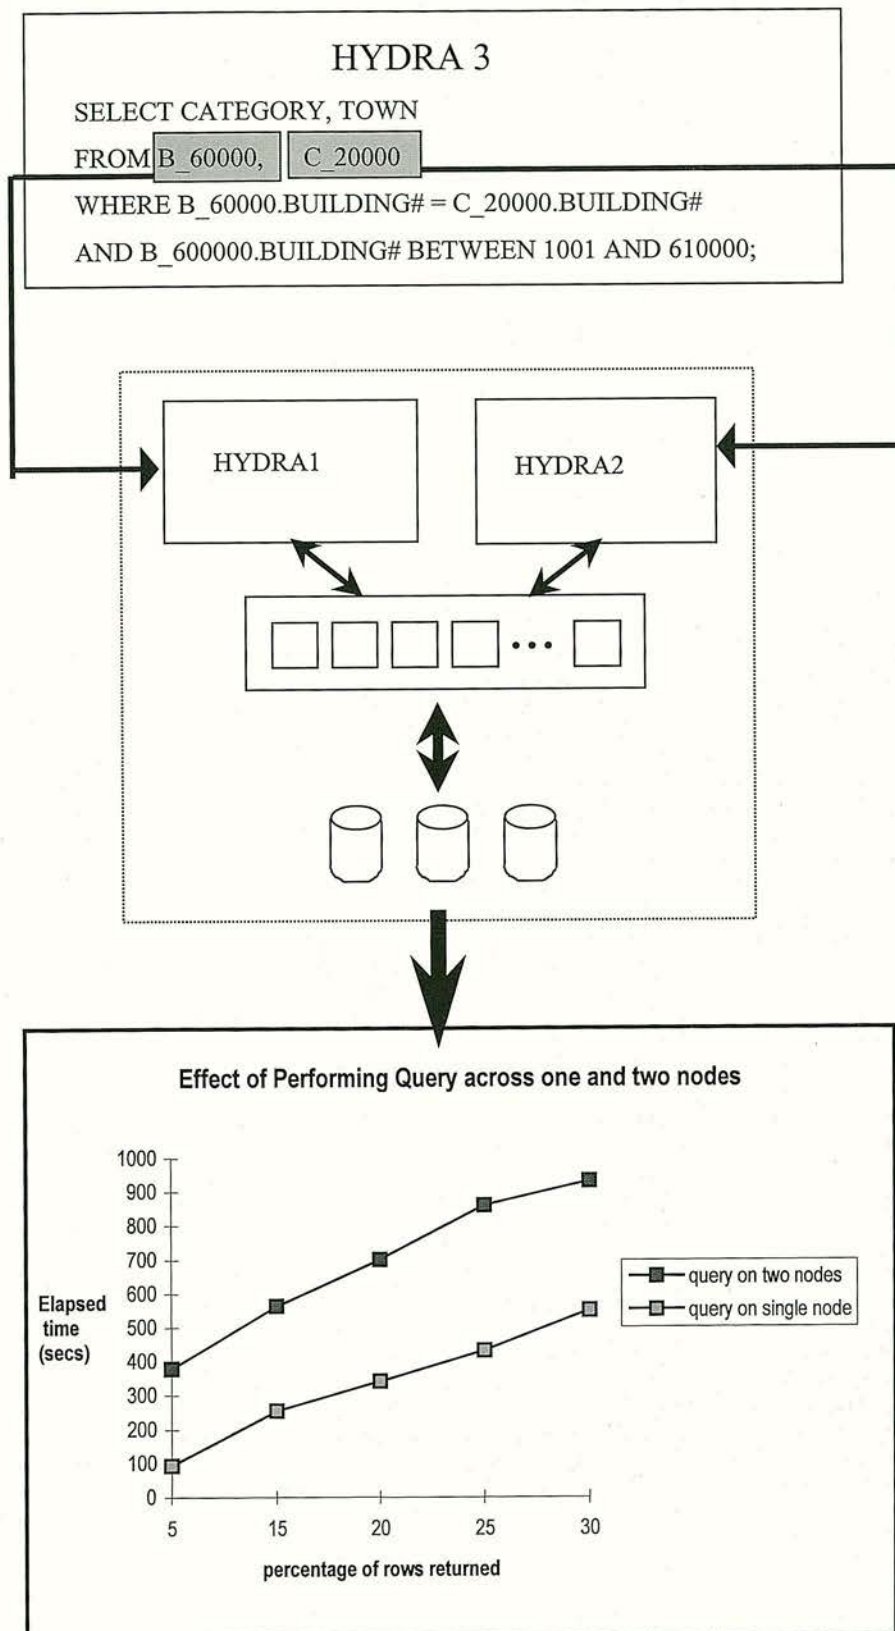 HYDRA 3
SELECT CATEGORY, TOWN
FROM B_60000, C_20000
WHERE B_60000.BUILDING# = C_20000.BUILDING#
AND B_600000.BUILDING# BETWEEN 1001 AND 610000;
HYDRA1
HYDRA2
Effect of Performing Query across one and two nodes
1000
900
800
700
600
500
400
300
200
100
0
Elapsed
time
(secs)
5 15 20 25 30
percentage of rows returned
query on two nodes
query on single node